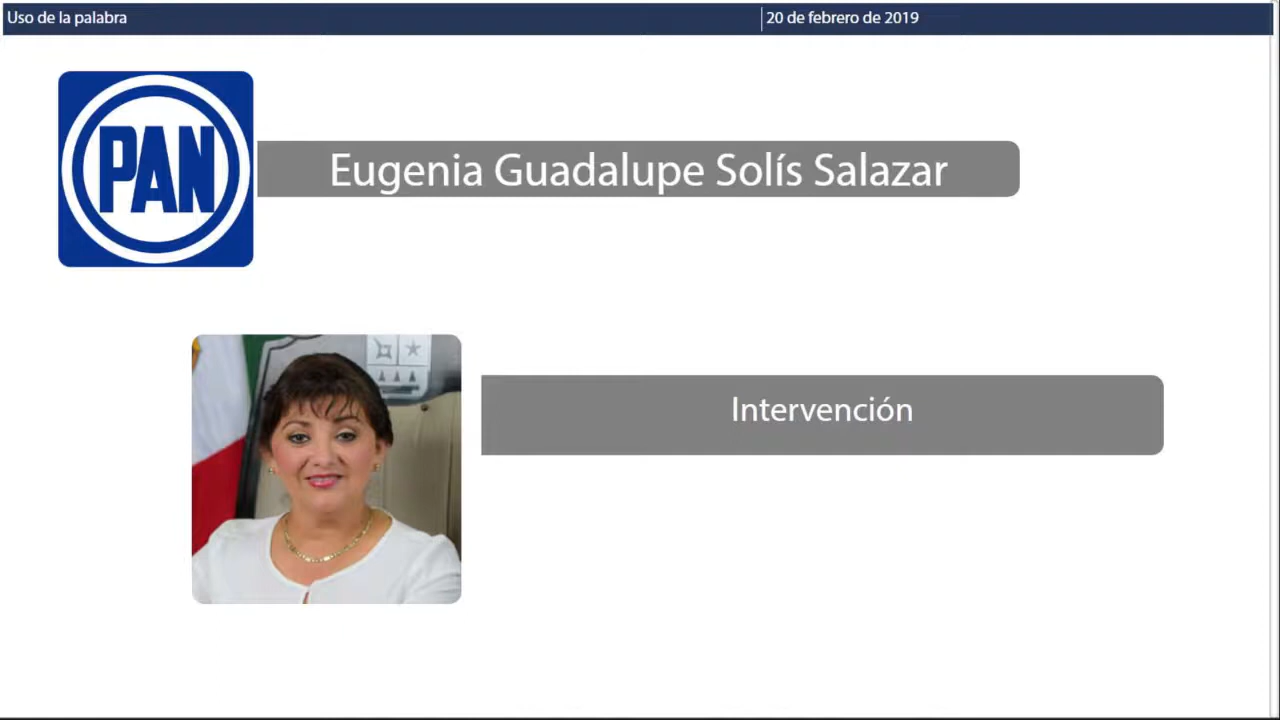 Uso de la palabra
20 de febrero de 2019
PAN
Eugenia Guadalupe Solís Salazar
Intervención